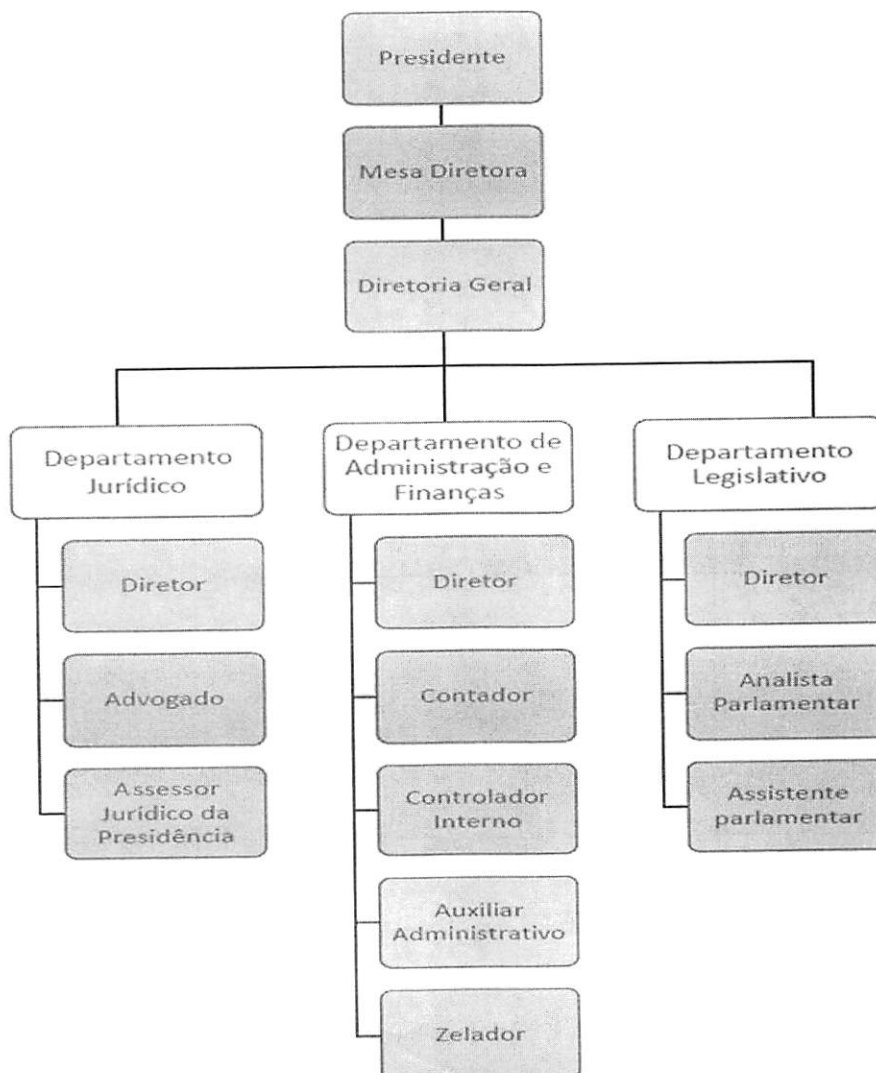 Presidente
Mesa Diretora
Diretoria Geral
Departamento
Jurídico
Diretor
Advogado
Assessor
Jurídico da
Presidência
Departamento de
Administração e
Finanças
Diretor
Contador
Controlador
Interno
Auxiliar
Administrativo
Zelador
Departamento
Legislativo
Diretor
Analista
Parlamentar
Assistente
parlamentar